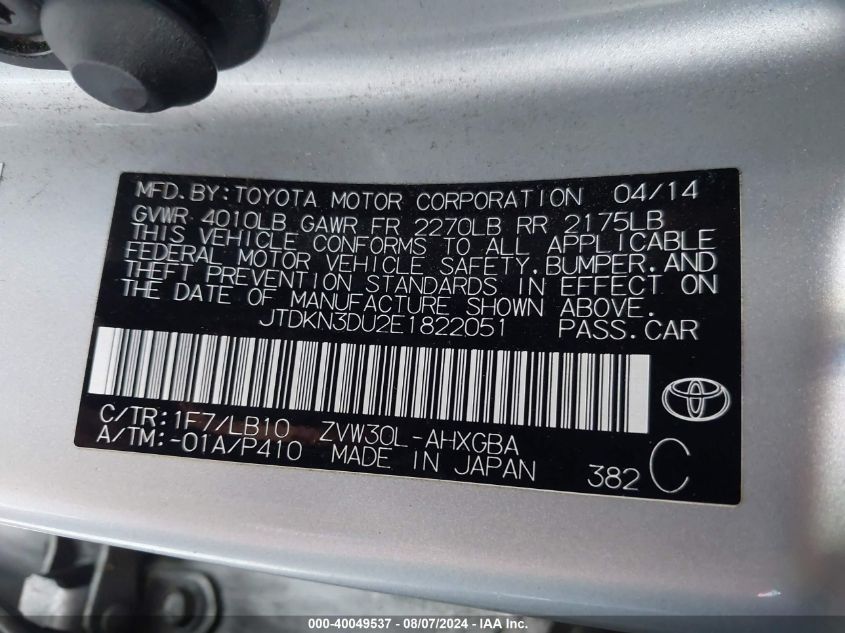 MFD. BY: TOYOTA MOTOR CORPORATION 04/14
GVWR 4010LB GAWR FR 2270LB RR 2175LB
THIS VEHICLE CONFORMS TO ALL APPLICABLE
FEDERAL MOTOR VEHICLE SAFETY, BUMPER, AND
THEFT PREVENTION STANDARDS IN EFFECT ON
THE DATE OF MANUFACTURE SHOWN ABOVE.
JTDKN3DU2E1822051 PASS. CAR
C/TR: 1F7/LB10 ZVW30L-AHXGBA
A/TM: -01A/P410 MADE IN JAPAN 382 C
000-40049537 - 08/07/2024 - IAAI.COM